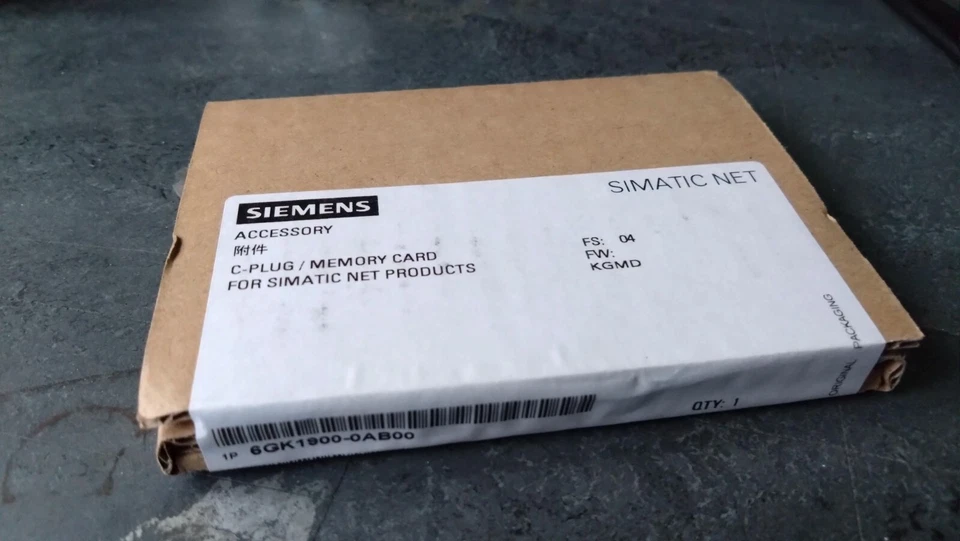 SIEMENS
SIMATIC NET
ACCESSORY
附件
C-PLUG / MEMORY CARD
FOR SIMATIC NET PRODUCTS
FS: 04
FW:
KGMD
ORIGINAL PACKAGING
QTY: 1
1P 6GK1900-0AB00